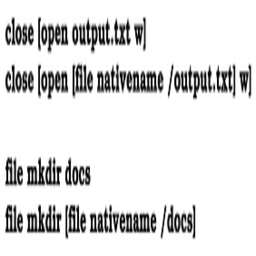 close [open output.txt w]
close [open [file nativename /output.txt] w]
file mkdir docs
file mkdir [file nativename /docs]